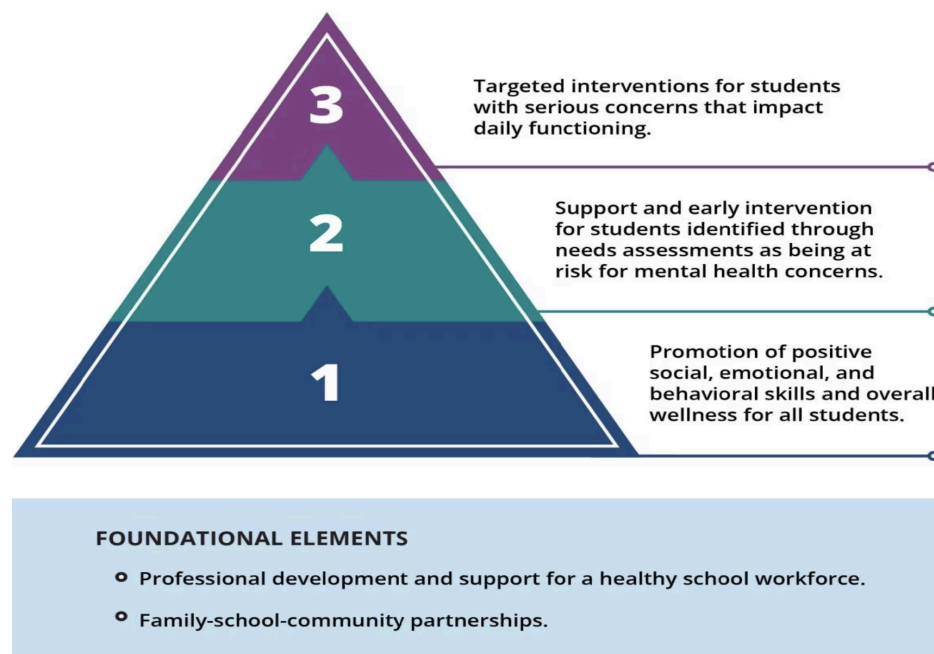 3
Targeted interventions for students
with serious concerns that impact
daily functioning.
2
Support and early intervention
for students identified through
needs assessments as being at
risk for mental health concerns.
1
Promotion of positive
social, emotional, and
behavioral skills and overall
wellness for all students.
FOUNDATIONAL ELEMENTS
Professional development and support for a healthy school workforce.
Family-school-community partnerships.